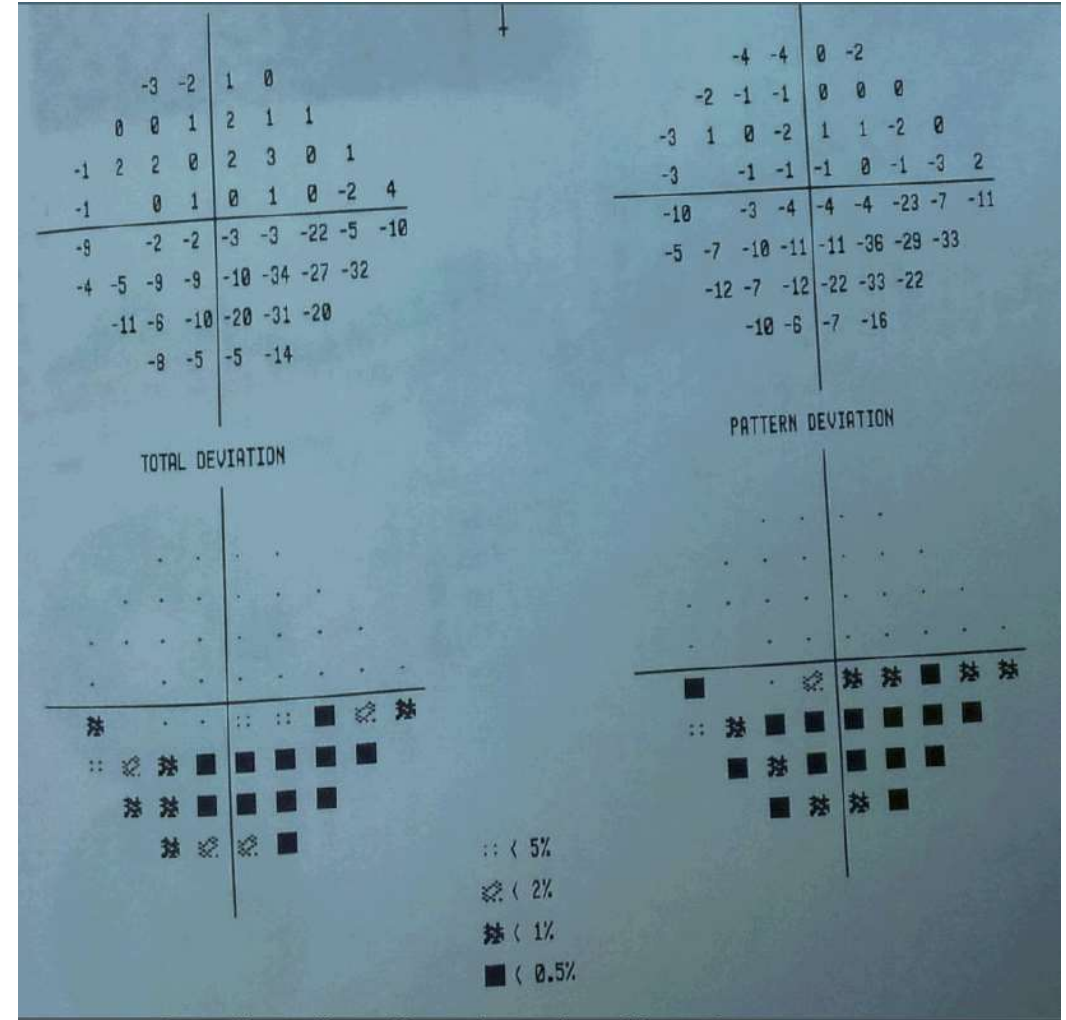 -3 -2 1 0
0 0 1 2 1 1
-1 2 2 0 2 3 0 1
-1 0 1 0 1 0 -2 4
-9 -2 -2 -3 -3 -22 -5 -10
-4 -5 -9 -9 -10 -34 -27 -32
-11 -6 -10 -20 -31 -20
-8 -5 -5 -14
TOTAL DEVIATION
-4 -4 0 -2
-2 -1 -1 0 0 0
-3 1 0 -2 1 1 -2 0
-3 -1 -1 -1 0 -1 -3 2
-10 -3 -4 -4 -4 -23 -7 -11
-5 -7 -10 -11 -11 -36 -29 -33
-12 -7 -12 -22 -33 -22
-10 -6 -7 -16
PATTERN DEVIATION
:: < 5%
< 2%
< 1%
■ < 0.5%